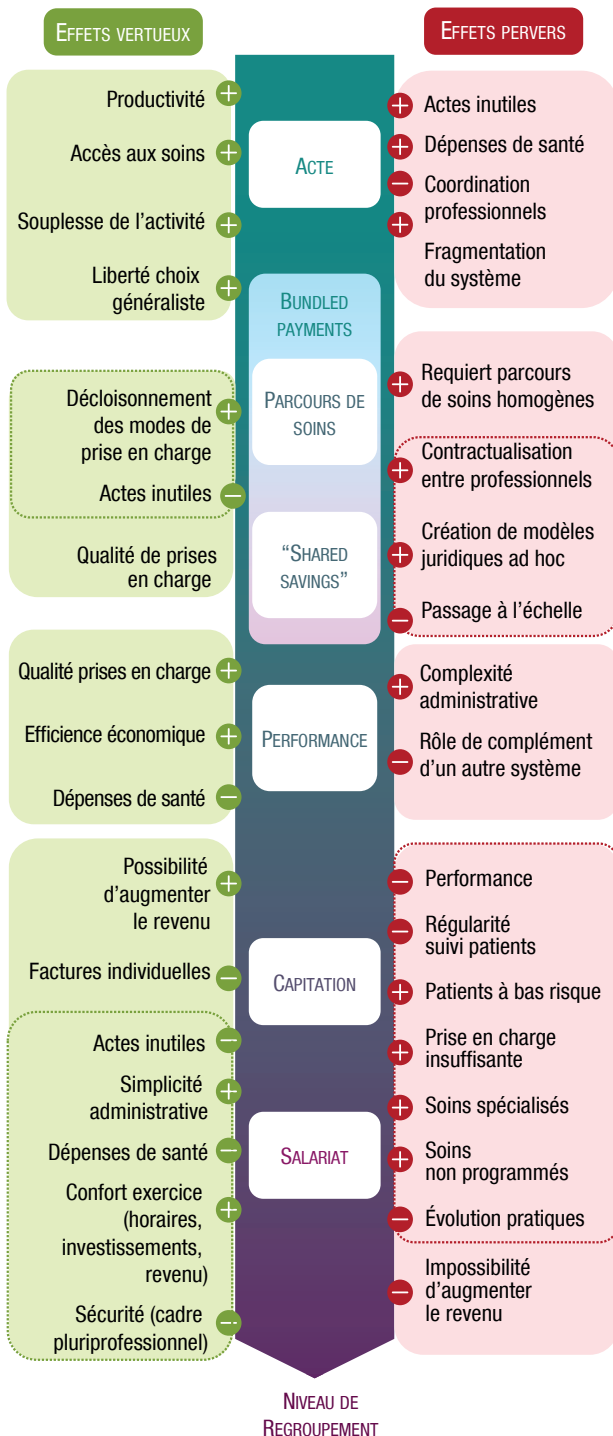 EFFETS VERTUEUX
Productivité
Accès aux soins
Souplesse de l’activité
Liberté choix
généraliste
Décloisonnement
des modes de
prise en charge
Actes inutiles
Qualité de prises
en charge
Qualité prises en charge
Efficience économique
Dépenses de santé
Possibilité
d’augmenter
le revenu
Factures individuelles
Actes inutiles
Simplicité
administrative
Dépenses de santé
Confort exercice
(horaires,
investissements,
revenu)
Sécurité (cadre
pluriprofessionnel)
ACTE
BUNDLED
PAYMENTS
PARCOURS DE
SOINS
“SHARED
SAVINGS”
PERFORMANCE
CAPITATION
SALARIAT
NIVEAU DE
REGROUPEMENT
EFFETS PERVERS
Actes inutiles
Dépenses de santé
Coordination
professionnels
Fragmentation
du système
Requiert parcours
de soins homogènes
Contractualisation
entre professionnels
Création de modèles
juridiques ad hoc
Passage à l’échelle
Complexité
administrative
Rôle de complément
d’un autre système
Performance
Régularité
suivi patients
Patients à bas risque
Prise en charge
insuffisante
Soins spécialisés
Soins
non programmés
Évolution pratiques
Impossibilité
d’augmenter
le revenu